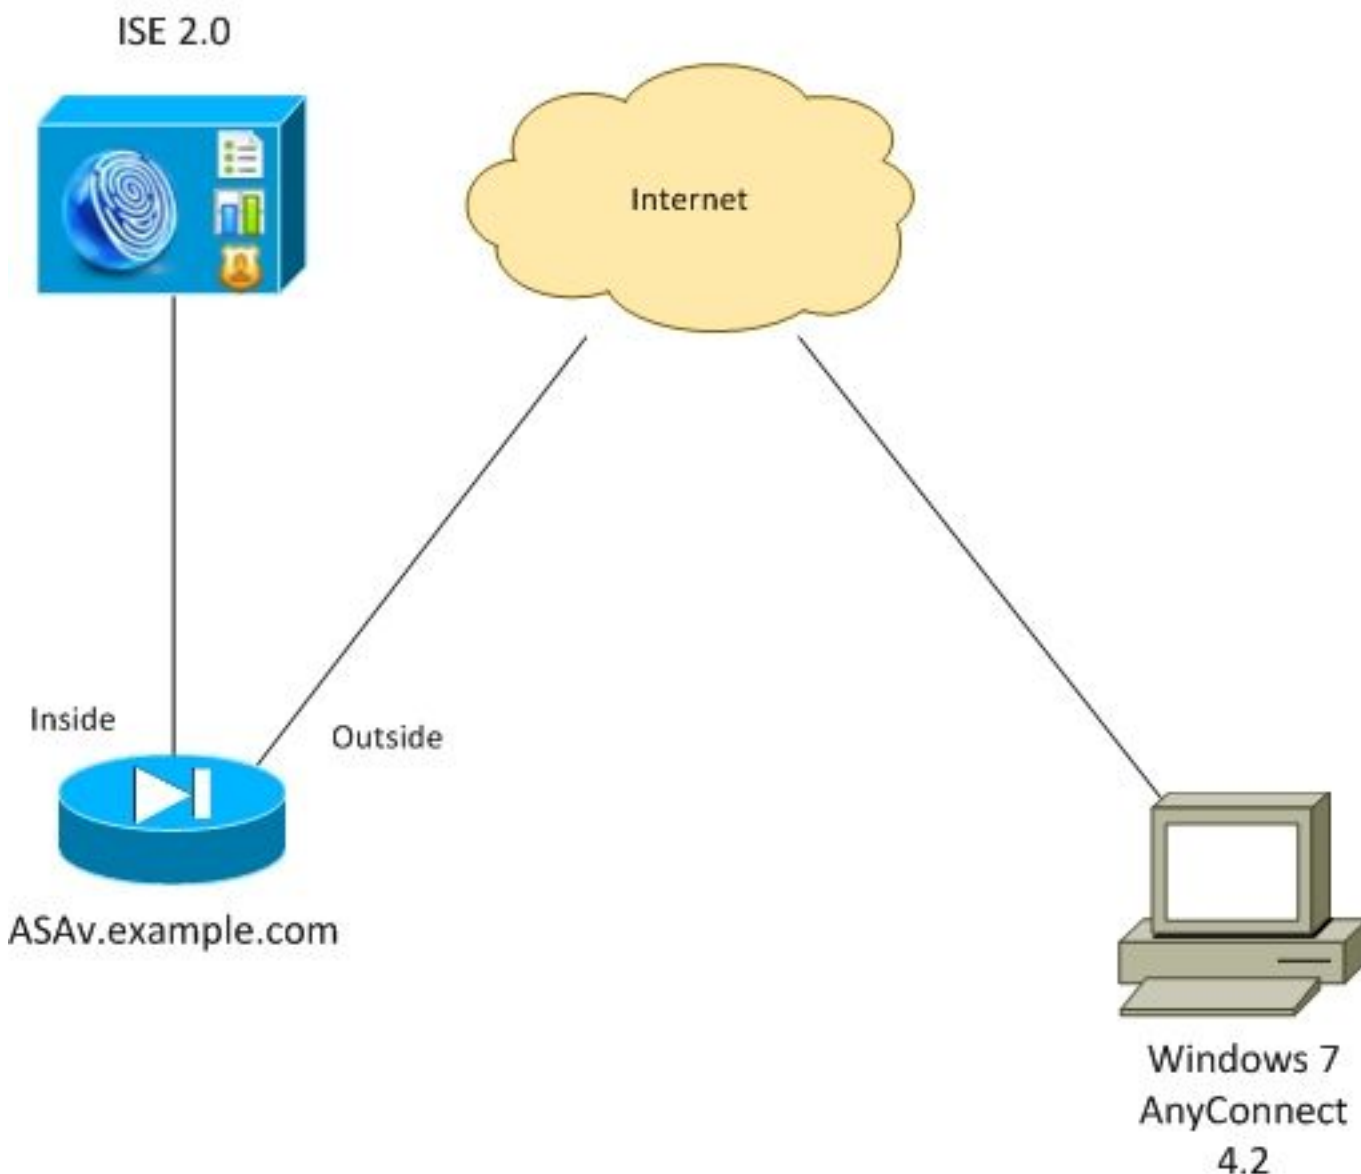 ISE 2.0
Internet
Inside
Outside
ASAv.example.com
Windows 7
AnyConnect
4.2